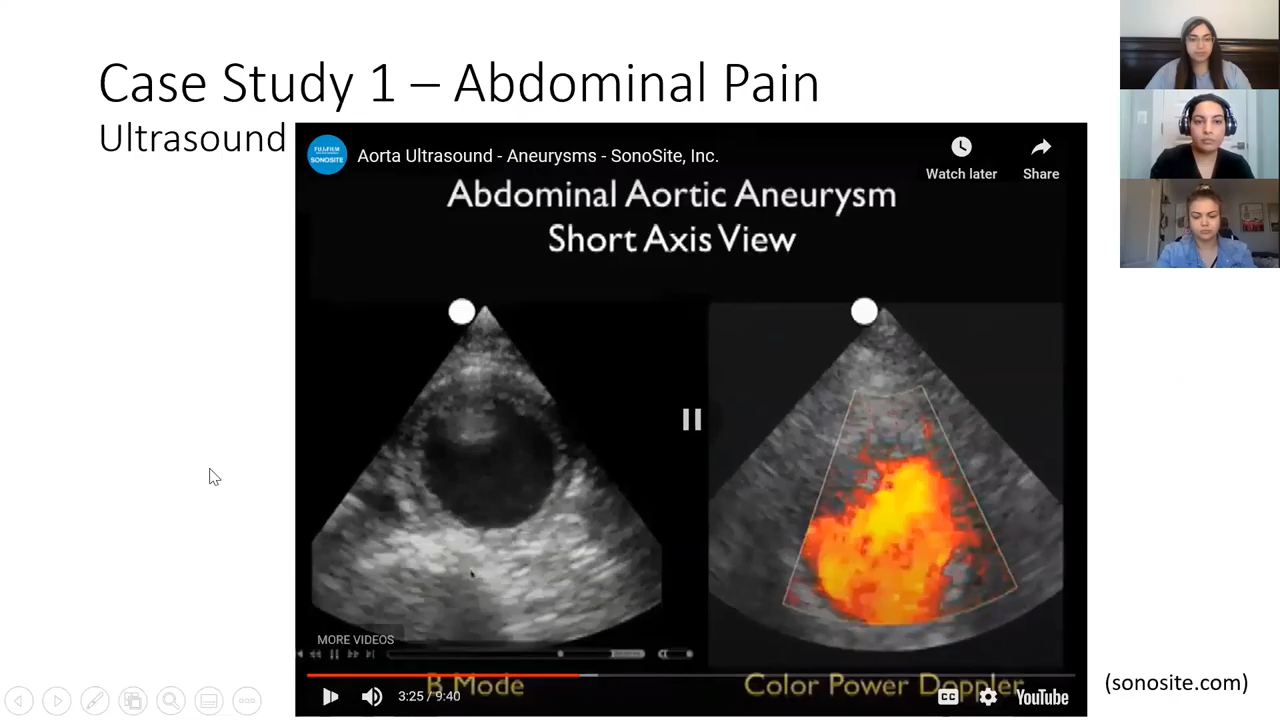 Case Study 1 – Abdominal Pain
Ultrasound
FUJIFILM
SONOSITE
Aorta Ultrasound - Aneurysms - SonoSite, Inc.
Watch later
Share
Abdominal Aortic Aneurysm
Short Axis View
MORE VIDEOS
B Mode
Color Power Doppler
3:25 / 9:40
CC
YouTube
(sonosite.com)